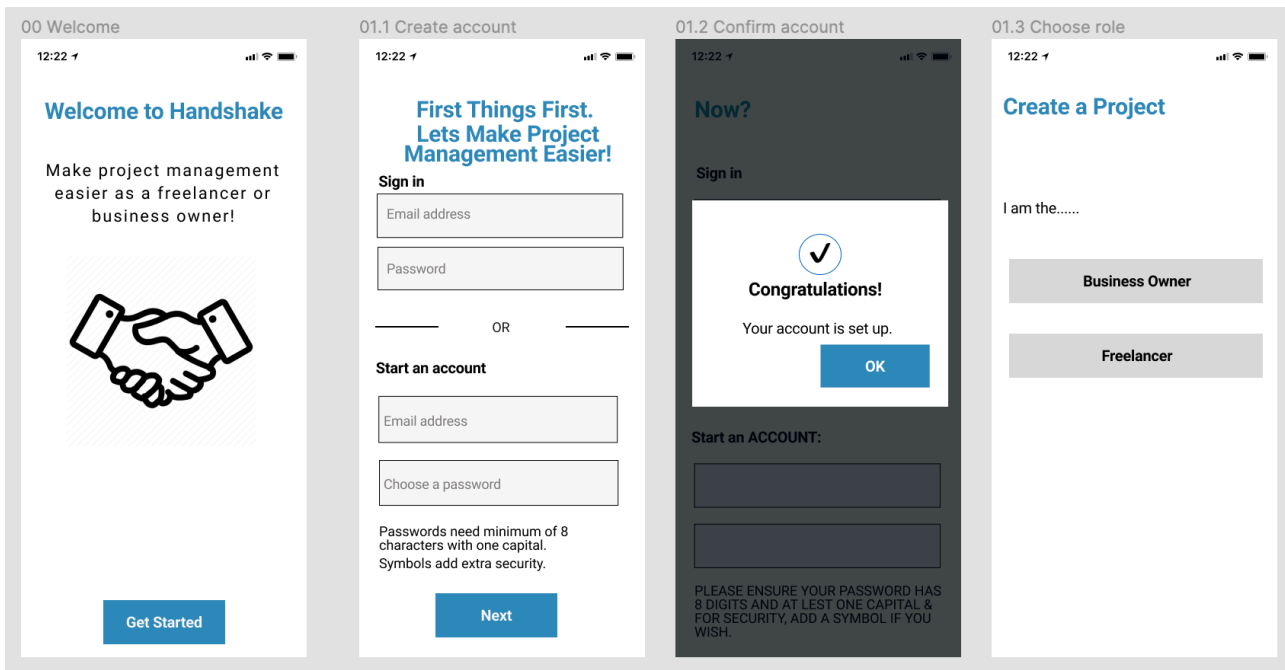 00 Welcome
12:22
Welcome to Handshake
Make project management
easier as a freelancer or
business owner!
Get Started
01.1 Create account
12:22
First Things First.
Lets Make Project
Management Easier!
Sign in
Email address
Password
OR
Start an account
Email address
Choose a password
Passwords need minimum of 8
characters with one capital.
Symbols add extra security.
Next
01.2 Confirm account
12:22
Now?
Sign in
Congratulations!
Your account is set up.
OK
Start an ACCOUNT:
PLEASE ENSURE YOUR PASSWORD HAS
8 DIGITS AND AT LEST ONE CAPITAL &
FOR SECURITY, ADD A SYMBOL IF YOU
WISH.
01.3 Choose role
12:22
Create a Project
I am the......
Business Owner
Freelancer